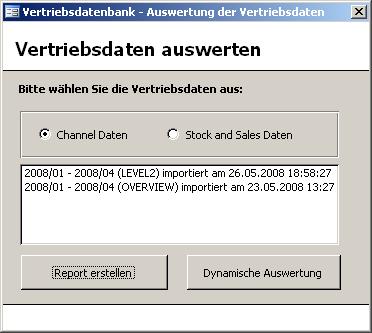 Vertriebsdatenbank - Auswertung der Vertriebsdaten
Vertriebsdaten auswerten
Bitte wählen Sie die Vertriebsdaten aus:
Channel Daten Stock and Sales Daten
2008/01 - 2008/04 (LEVEL2) importiert am 26.05.2008 18:58:27
2008/01 - 2008/04 (OVERVIEW) importiert am 23.05.2008 13:27
Report erstellen Dynamische Auswertung